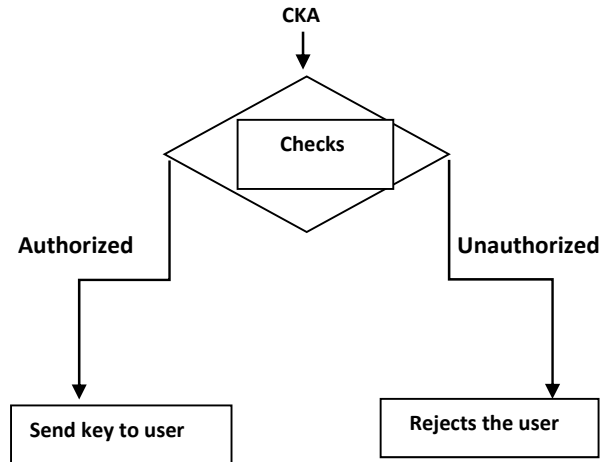 CKA
Checks
Authorized
Unauthorized
Send key to user
Rejects the user